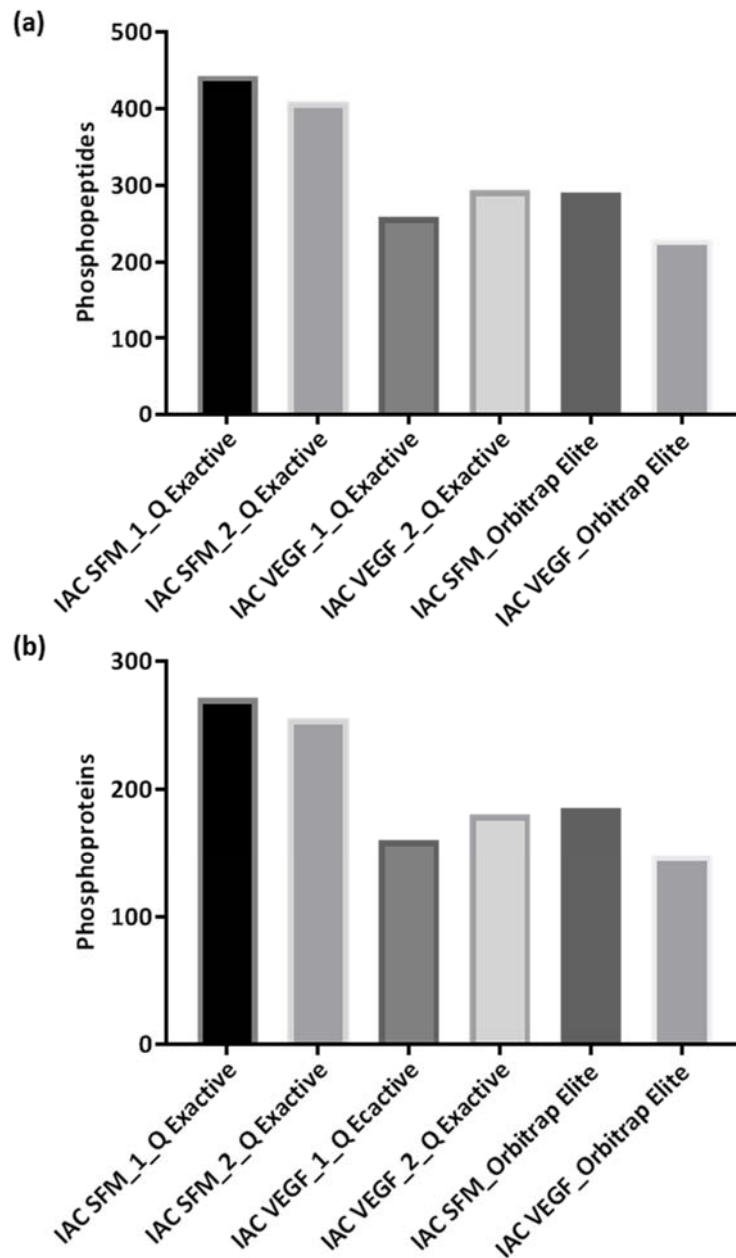 (a)
Phosphopeptides
500
400
300
200
100
0
IAC SFM_1_Q Exactive
IAC SFM_2_Q Exactive
IAC VEGF_1_Q Exactive
IAC VEGF_2_Q Exactive
IAC SFM_Orbitrap Elite
IAC VEGF_Orbitrap Elite
(b)
Phosphoproteins
300
200
100
0
IAC SFM_1_Q Exactive
IAC SFM_2_Q Exactive
IAC VEGF_1_Q Ecactive
IAC VEGF_2_Q Exactive
IAC SFM_Orbitrap Elite
IAC VEGF_Orbitrap Elite